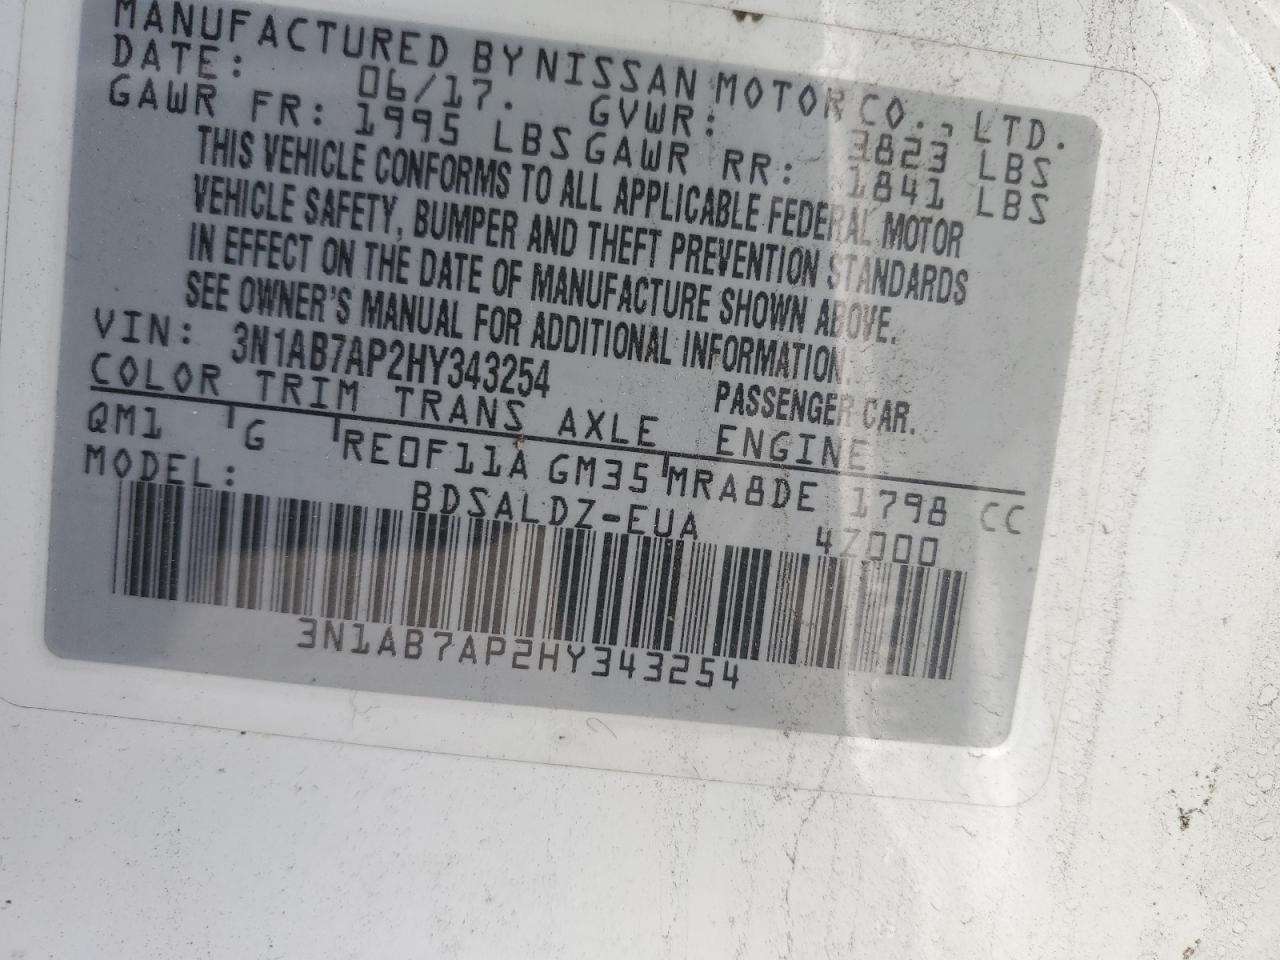 MANUFACTURED BY NISSAN MOTOR CO., LTD.
DATE: 06/17. GVWR: 3823 LBS
GAWR FR: 1995 LBS GAWR RR: 1841 LBS
THIS VEHICLE CONFORMS TO ALL APPLICABLE FEDERAL MOTOR
VEHICLE SAFETY, BUMPER AND THEFT PREVENTION STANDARDS
IN EFFECT ON THE DATE OF MANUFACTURE SHOWN ABOVE.
SEE OWNER'S MANUAL FOR ADDITIONAL INFORMATION.
VIN: 3N1AB7AP2HY343254 PASSENGER CAR.
COLOR TRIM TRANS AXLE ENGINE
QM1 G RE0F11A GM35 MRA8DE 1798 CC
MODEL: BDSALDZ-EUA 4Z000
3N1AB7AP2HY343254